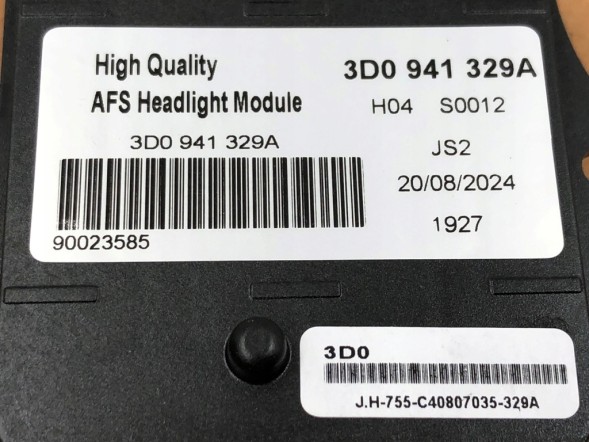 High Quality
AFS Headlight Module
3D0 941 329A
90023585
3D0 941 329A
H04 S0012
JS2
20/08/2024
1927
3D0
J.H-755-C40807035-329A